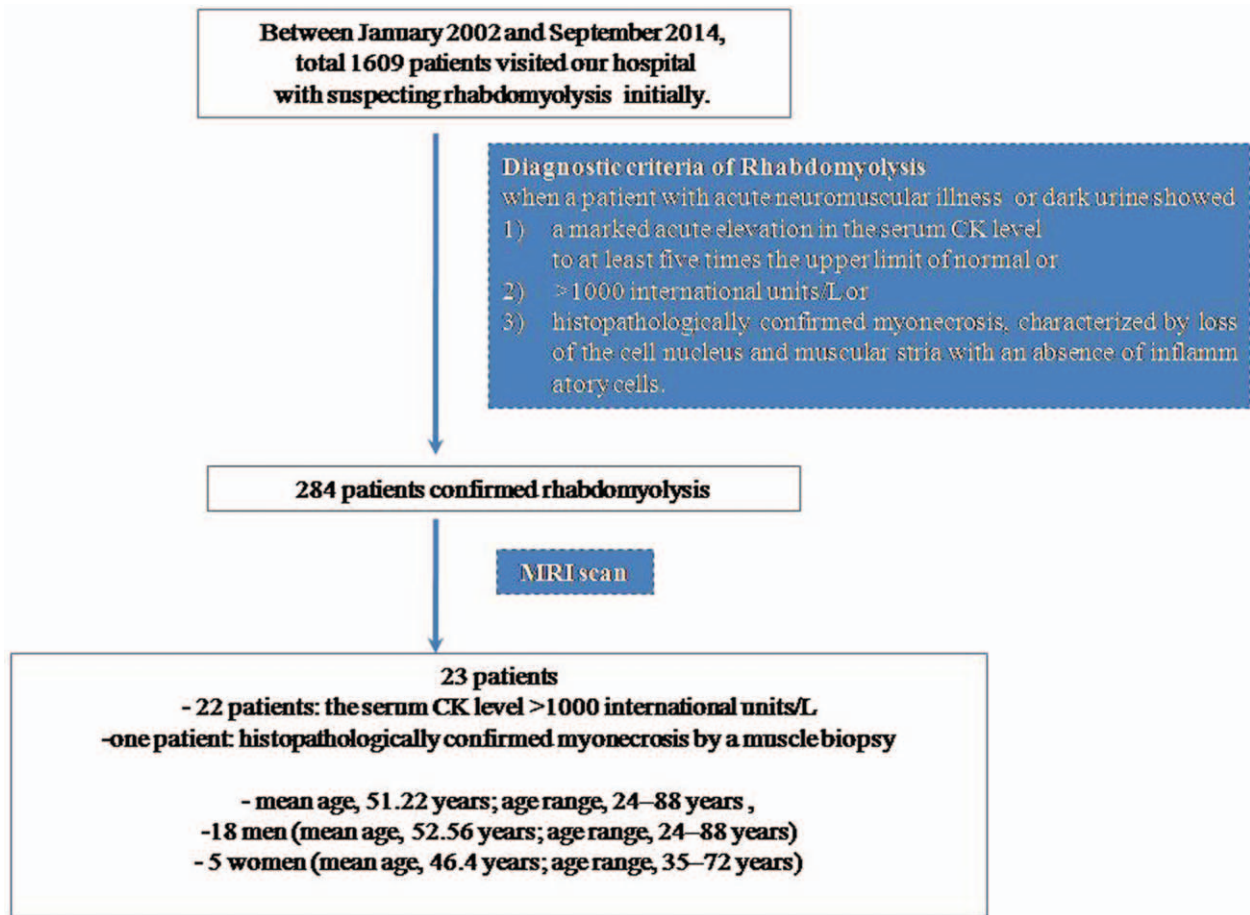 Between January 2002 and September 2014,
total 1609 patients visited our hospital
with suspecting rhabdomyolysis initially.
Diagnostic criteria of Rhabdomyolysis
when a patient with acute neuromuscular illness or dark urine showed
1) a marked acute elevation in the serum CK level
to at least five times the upper limit of normal or
2) >1000 international units/L or
3) histopathologically confirmed myonecrosis, characterized by loss
of the cell nucleus and muscular stria with an absence of inflamm
atory cells.
284 patients confirmed rhabdomyolysis
MRI scan
23 patients
- 22 patients: the serum CK level >1000 international units/L
-one patient: histopathologically confirmed myonecrosis by a muscle biopsy
- mean age, 51.22 years; age range, 24–88 years ,
-18 men (mean age, 52.56 years; age range, 24–88 years)
- 5 women (mean age, 46.4 years; age range, 35–72 years)